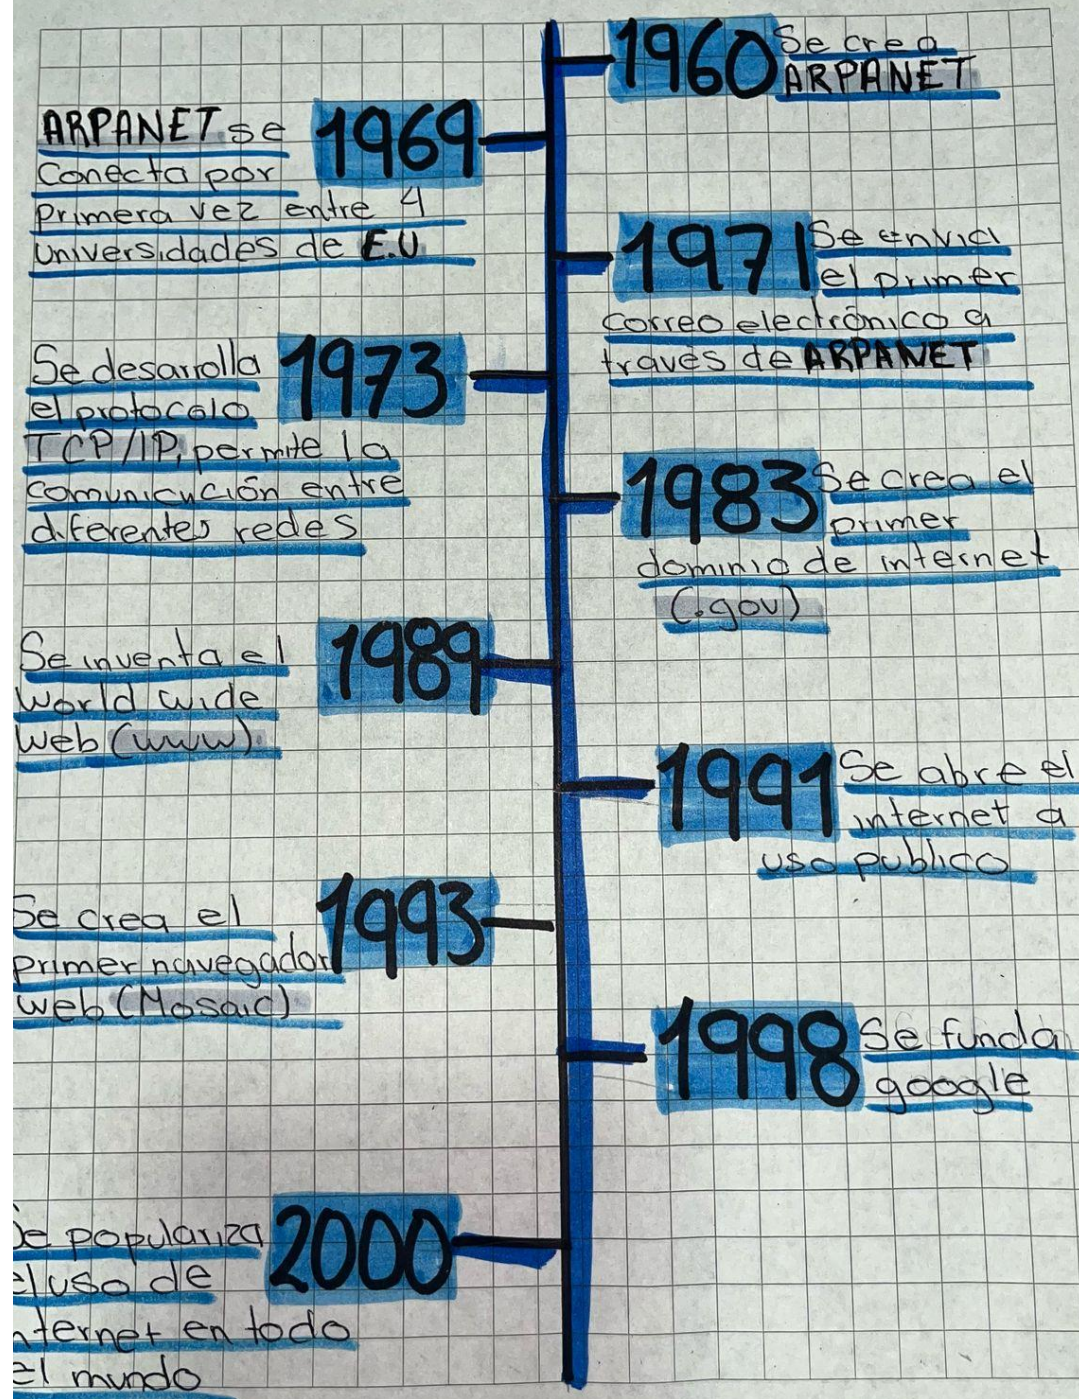 1960 Se crea
ARPANET
1969
ARPANET se
Conecta por
primera vez entre 4
universidades de E.U
1971 Se envia
el primer
correo electrónico a
través de ARPANET
1973
Se desarrolla
el protocolo
TCP/IP, permite la
comunicación entre
diferentes redes
1983 Se crea el
primer
dominio de internet
(.gov)
1989
Se inventa el
world wide
web (www)
1991 Se abre el
internet a
uso publico
1993
Se crea el
primer navegador
web (Mosaic)
1998 Se funda
google
2000
Se populariza
el uso de
nternet en todo
el mundo